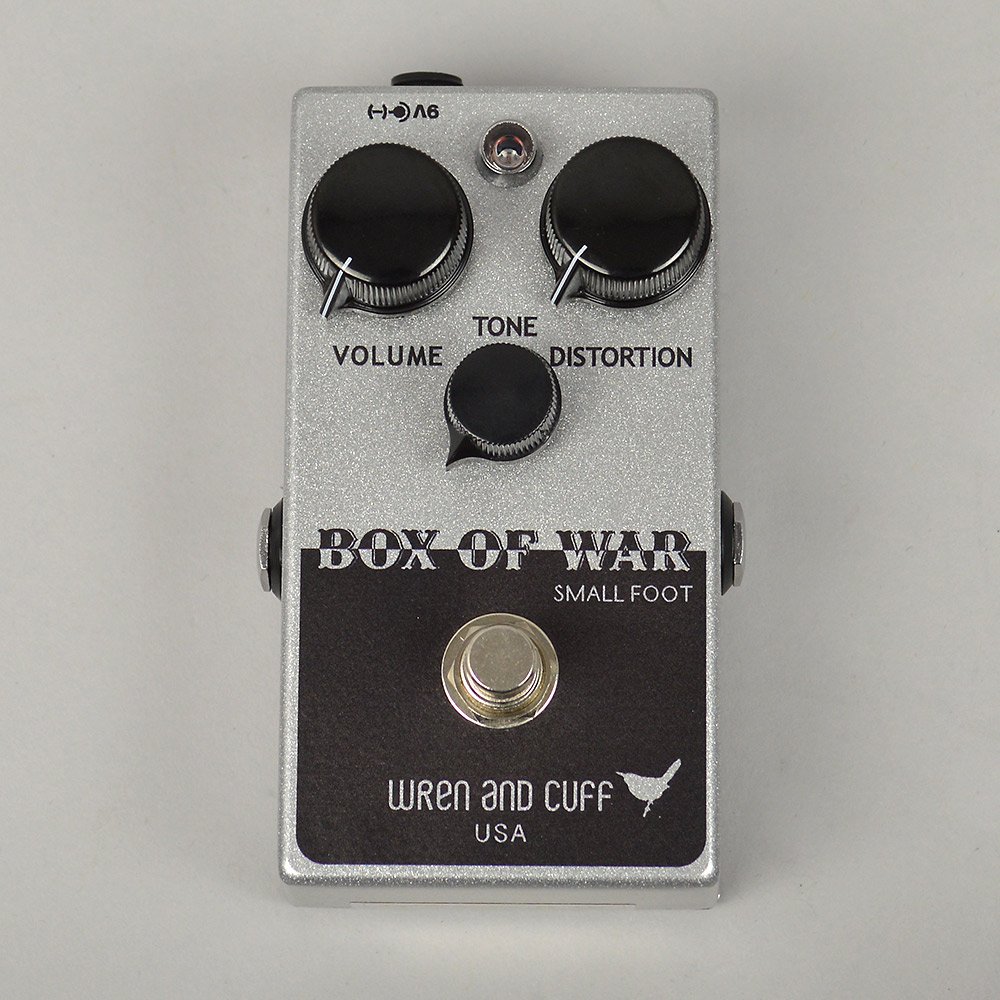 9V
TONE
VOLUME
DISTORTION
BOX OF WAR
SMALL FOOT
wren and cuff
USA